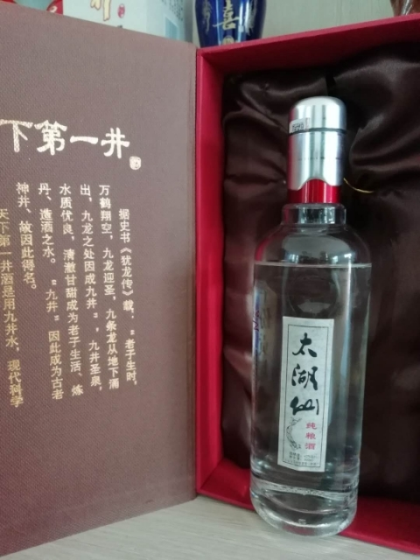 下第一井
据史书《犹龙传》载："老子生时，
万鹤翔空，九龙迎圣。九条龙从地下涌
出，九龙之处因成九井"，九井圣泉，
水质优良，清澈甘甜成为老子生活、炼
丹、造酒之水。"九井"因此成为古老
神井、故因此得名。
天下第一井酒是用九井水，现代科学
太湖仙
纯粮酒
喜